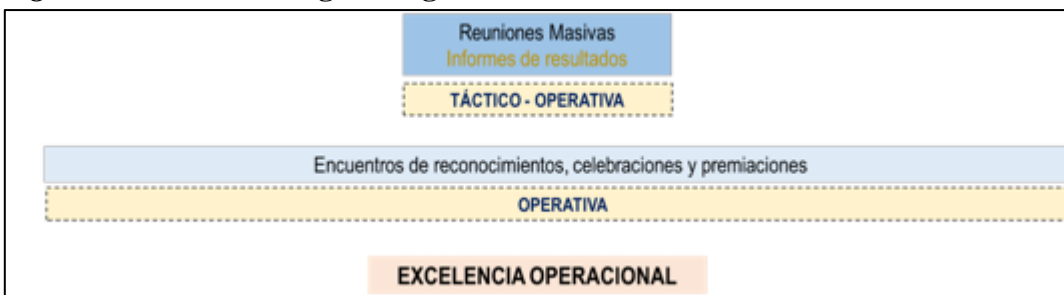 Reuniones Masivas
Informes de resultados
TÁCTICO - OPERATIVA
Encuentros de reconocimientos, celebraciones y premiaciones
OPERATIVA
EXCELENCIA OPERACIONAL